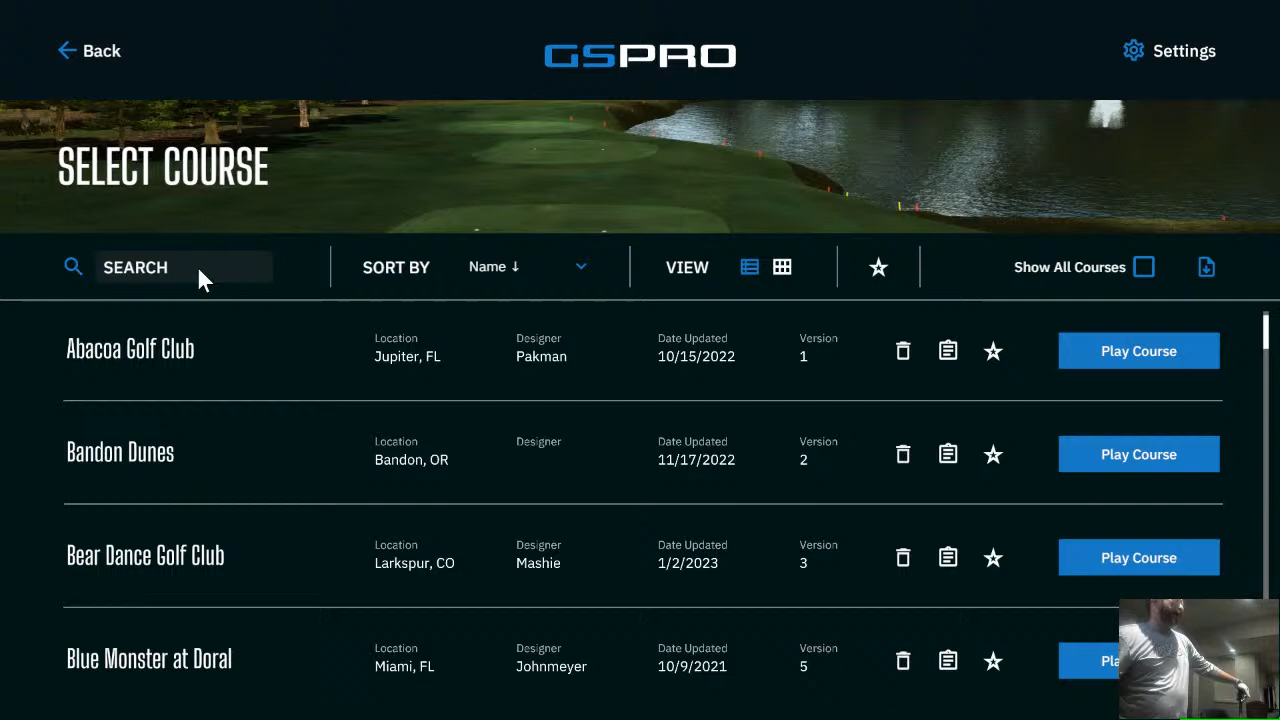 Back
GSPRO
Settings
SELECT COURSE
SEARCH
SORT BY
Name ↓
VIEW
Show All Courses
Abacoa Golf Club
Location
Jupiter, FL
Designer
Pakman
Date Updated
10/15/2022
Version
1
Play Course
Bandon Dunes
Location
Bandon, OR
Designer
Date Updated
11/17/2022
Version
2
Play Course
Bear Dance Golf Club
Location
Larkspur, CO
Designer
Mashie
Date Updated
1/2/2023
Version
3
Play Course
Blue Monster at Doral
Location
Miami, FL
Designer
Johnmeyer
Date Updated
10/9/2021
Version
5